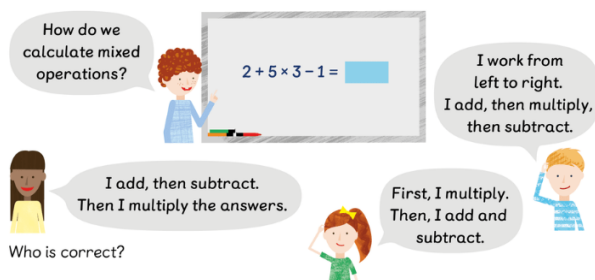 How do we
calculate mixed
operations?
2 + 5 × 3 – 1 =
I work from
left to right.
I add, then multiply,
then subtract.
I add, then subtract.
Then I multiply the answers.
First, I multiply.
Then, I add and
subtract.
Who is correct?